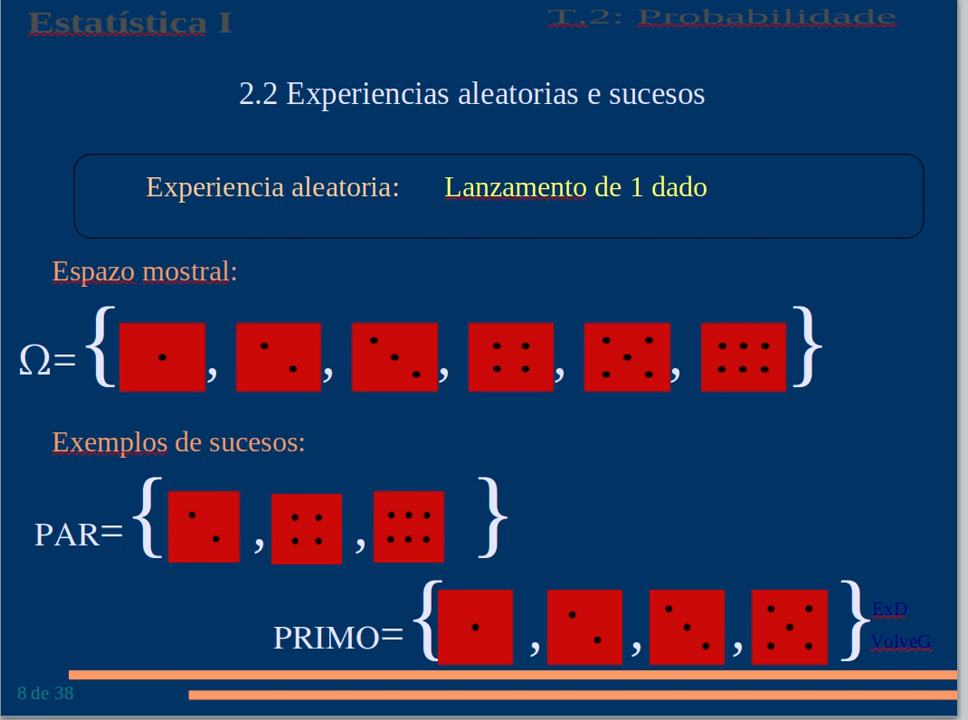 Estatística I
T.2: Probabilidade
2.2 Experiencias aleatorias e sucesos
Experiencia aleatoria: Lanzamento de 1 dado
Espazo mostral:
Ω={ , , , , , }
Exemplos de sucesos:
PAR={ , , }
PRIMO={ , , , }
ExD
VolveG
8 de 38